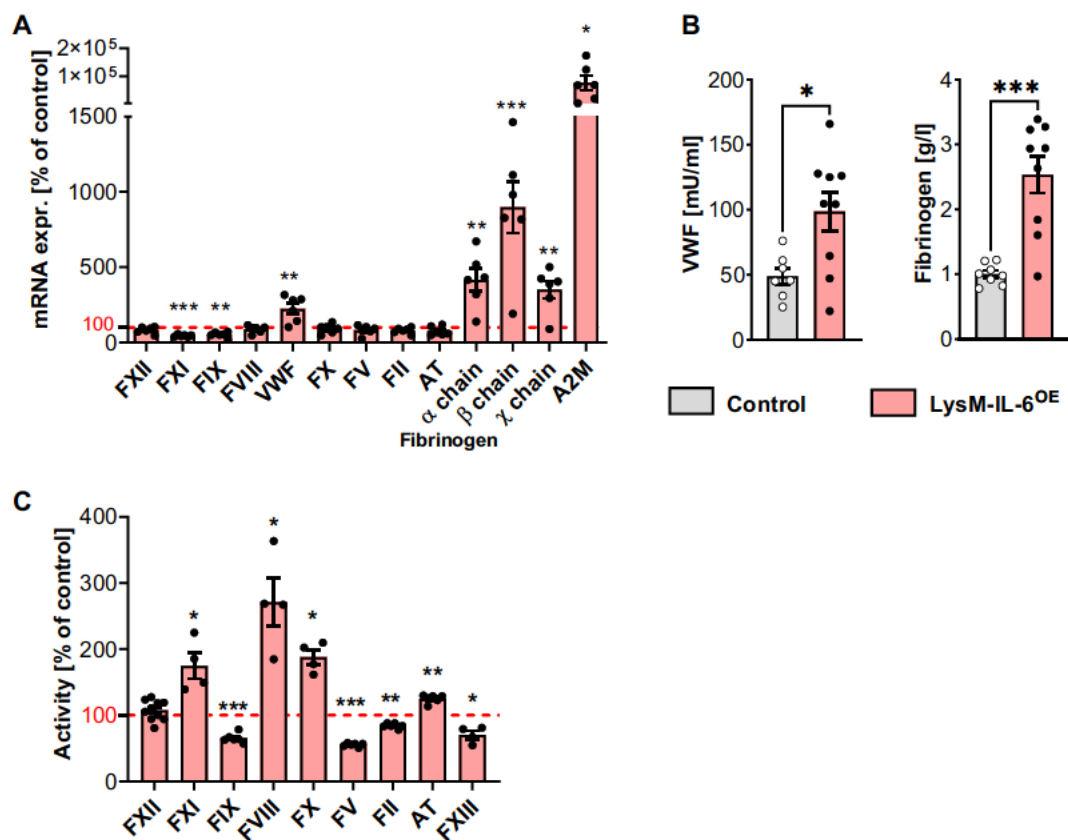 A
mRNA expr. [% of control]
2×10⁵
1×10⁵
1500
1000
500
100
0
***
**
**
**
***
**
*
FXII
FXI
FIX
FVIII
VWF
FX
FV
FII
AT
α chain
β chain
χ chain
A2M
Fibrinogen
B
VWF [mU/ml]
200
150
100
50
0
*
Fibrinogen [g/l]
4
3
2
1
0
***
Control
LysM-IL-6ᴼᴱ
C
Activity [% of control]
400
300
200
100
0
*
***
*
*
***
**
**
*
FXII
FXI
FIX
FVIII
FX
FV
FII
AT
FXIII